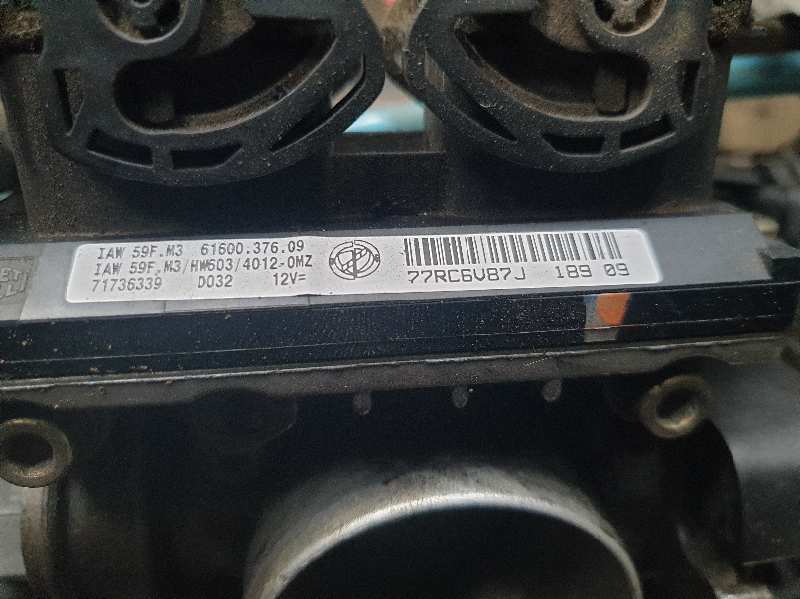 IAW 59F.M3 61600.376.09
IAW 59F.M3/HW603/4012-0MZ
71736339 D032 12V=
77RC6V87J 189 09